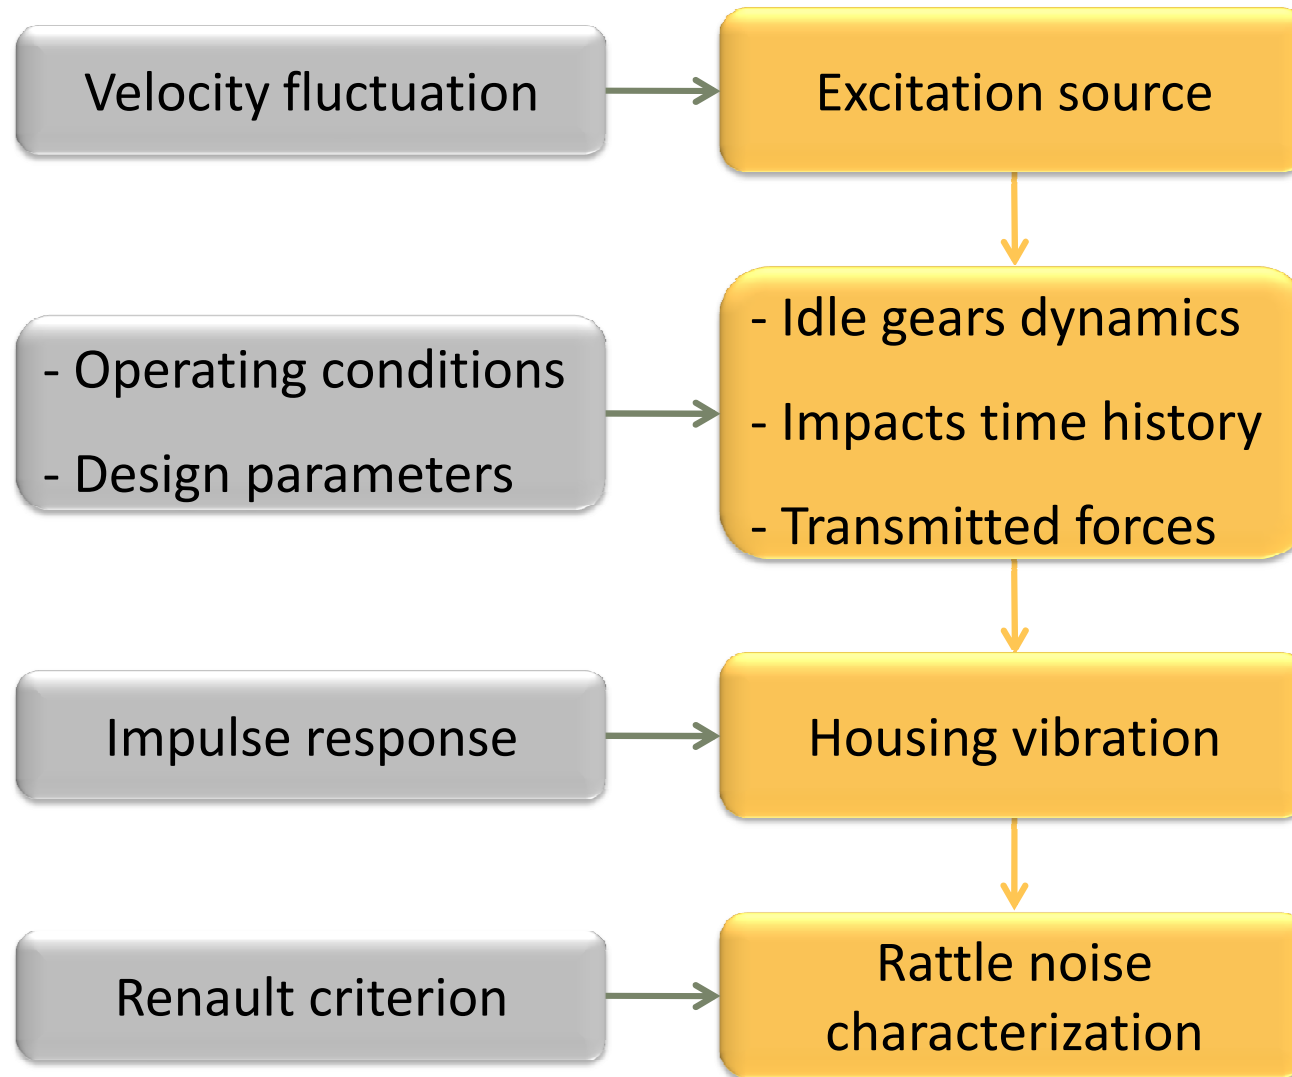 Velocity fluctuation
Excitation source
- Operating conditions
- Design parameters
- Idle gears dynamics
- Impacts time history
- Transmitted forces
Impulse response
Housing vibration
Renault criterion
Rattle noise
characterization